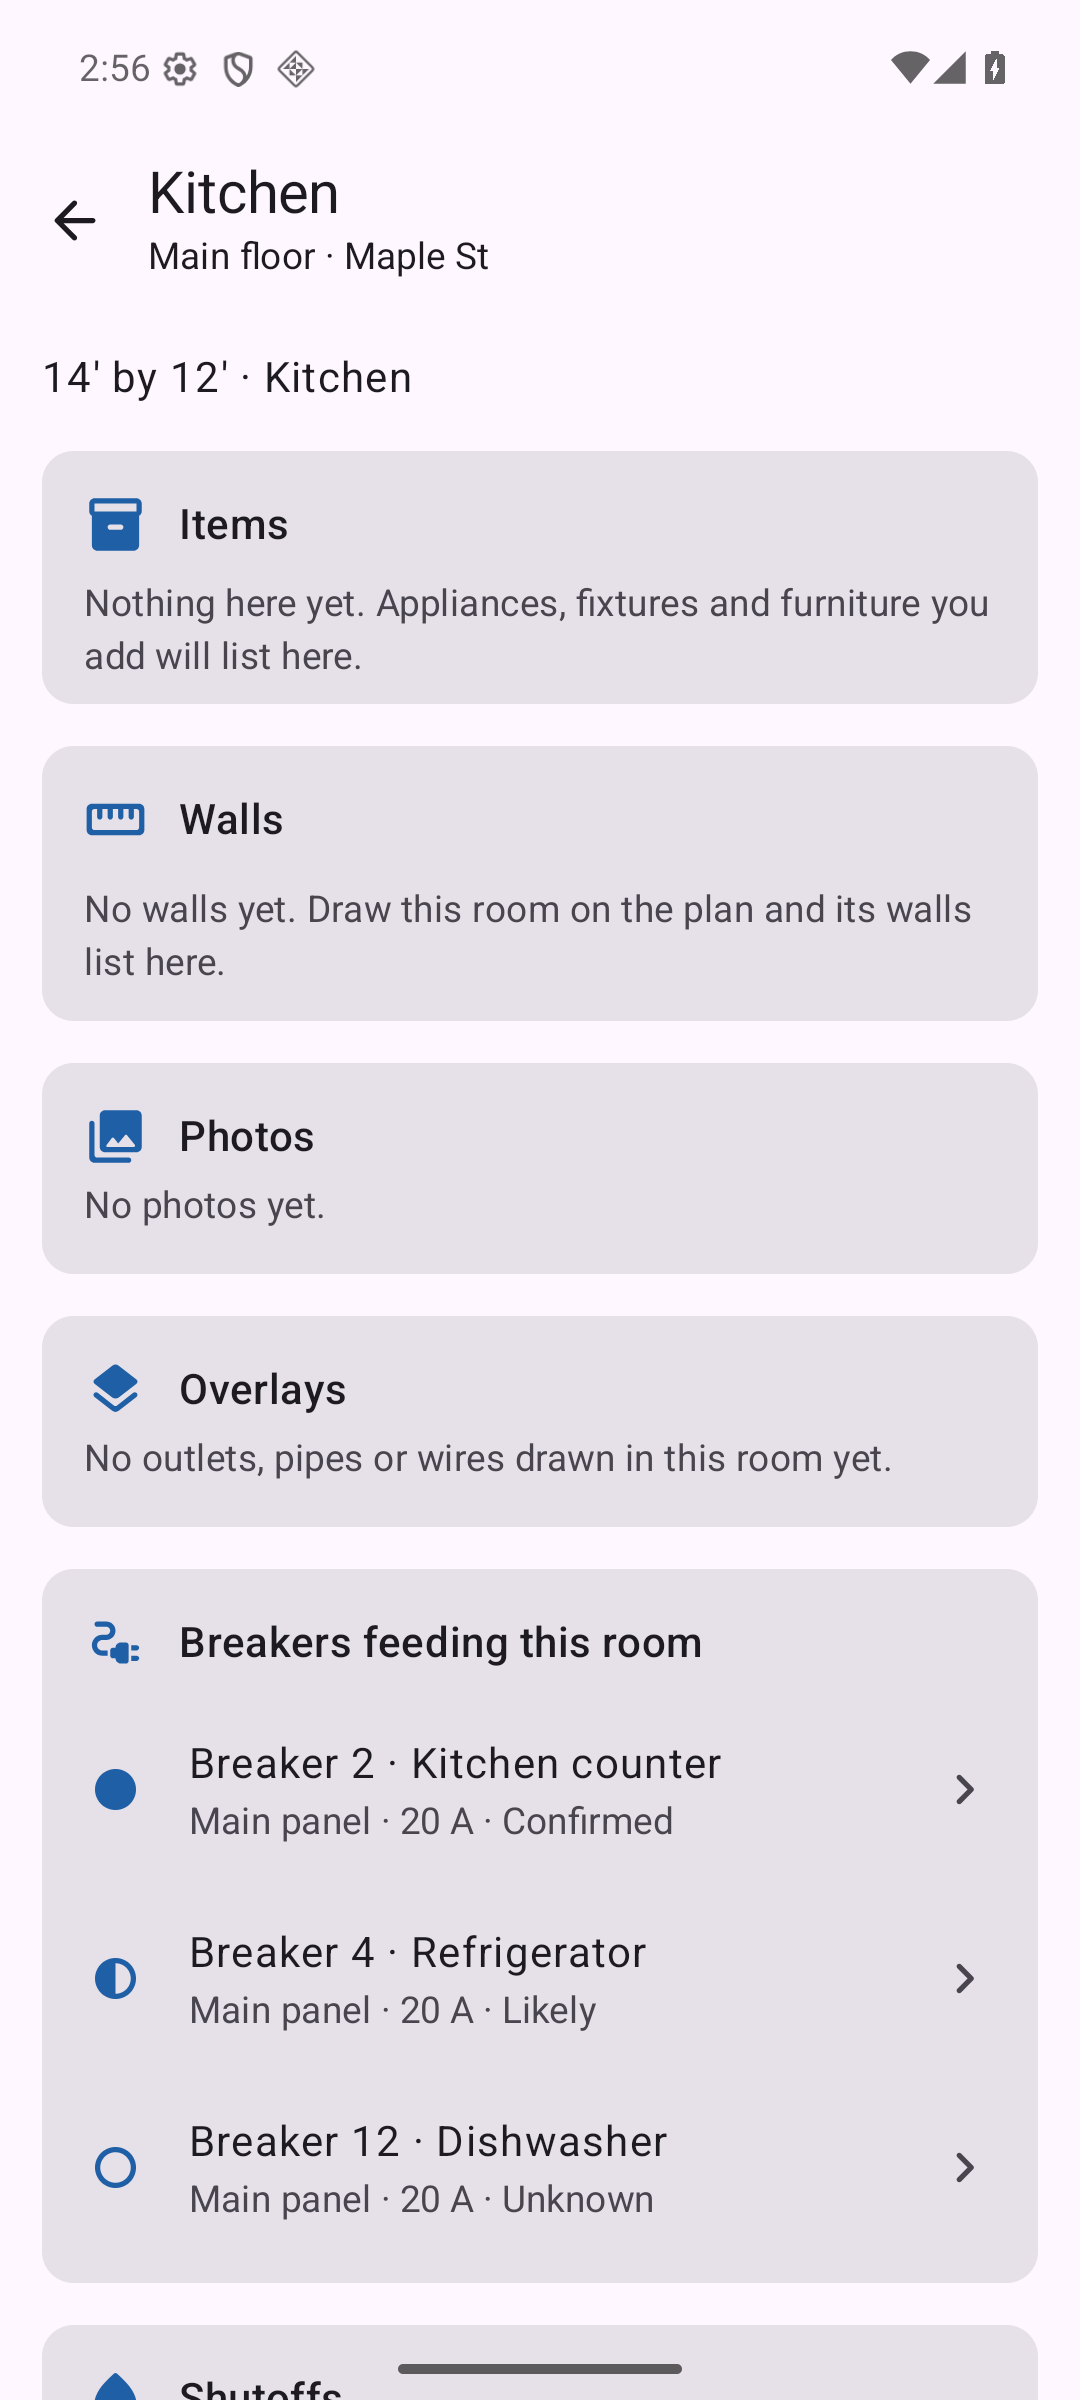 2:56
Kitchen
Main floor · Maple St
14' by 12' · Kitchen
Items
Nothing here yet. Appliances, fixtures and furniture you
add will list here.
Walls
No walls yet. Draw this room on the plan and its walls
list here.
Photos
No photos yet.
Overlays
No outlets, pipes or wires drawn in this room yet.
Breakers feeding this room
Breaker 2 · Kitchen counter
Main panel · 20 A · Confirmed
Breaker 4 · Refrigerator
Main panel · 20 A · Likely
Breaker 12 · Dishwasher
Main panel · 20 A · Unknown
Shutoffs